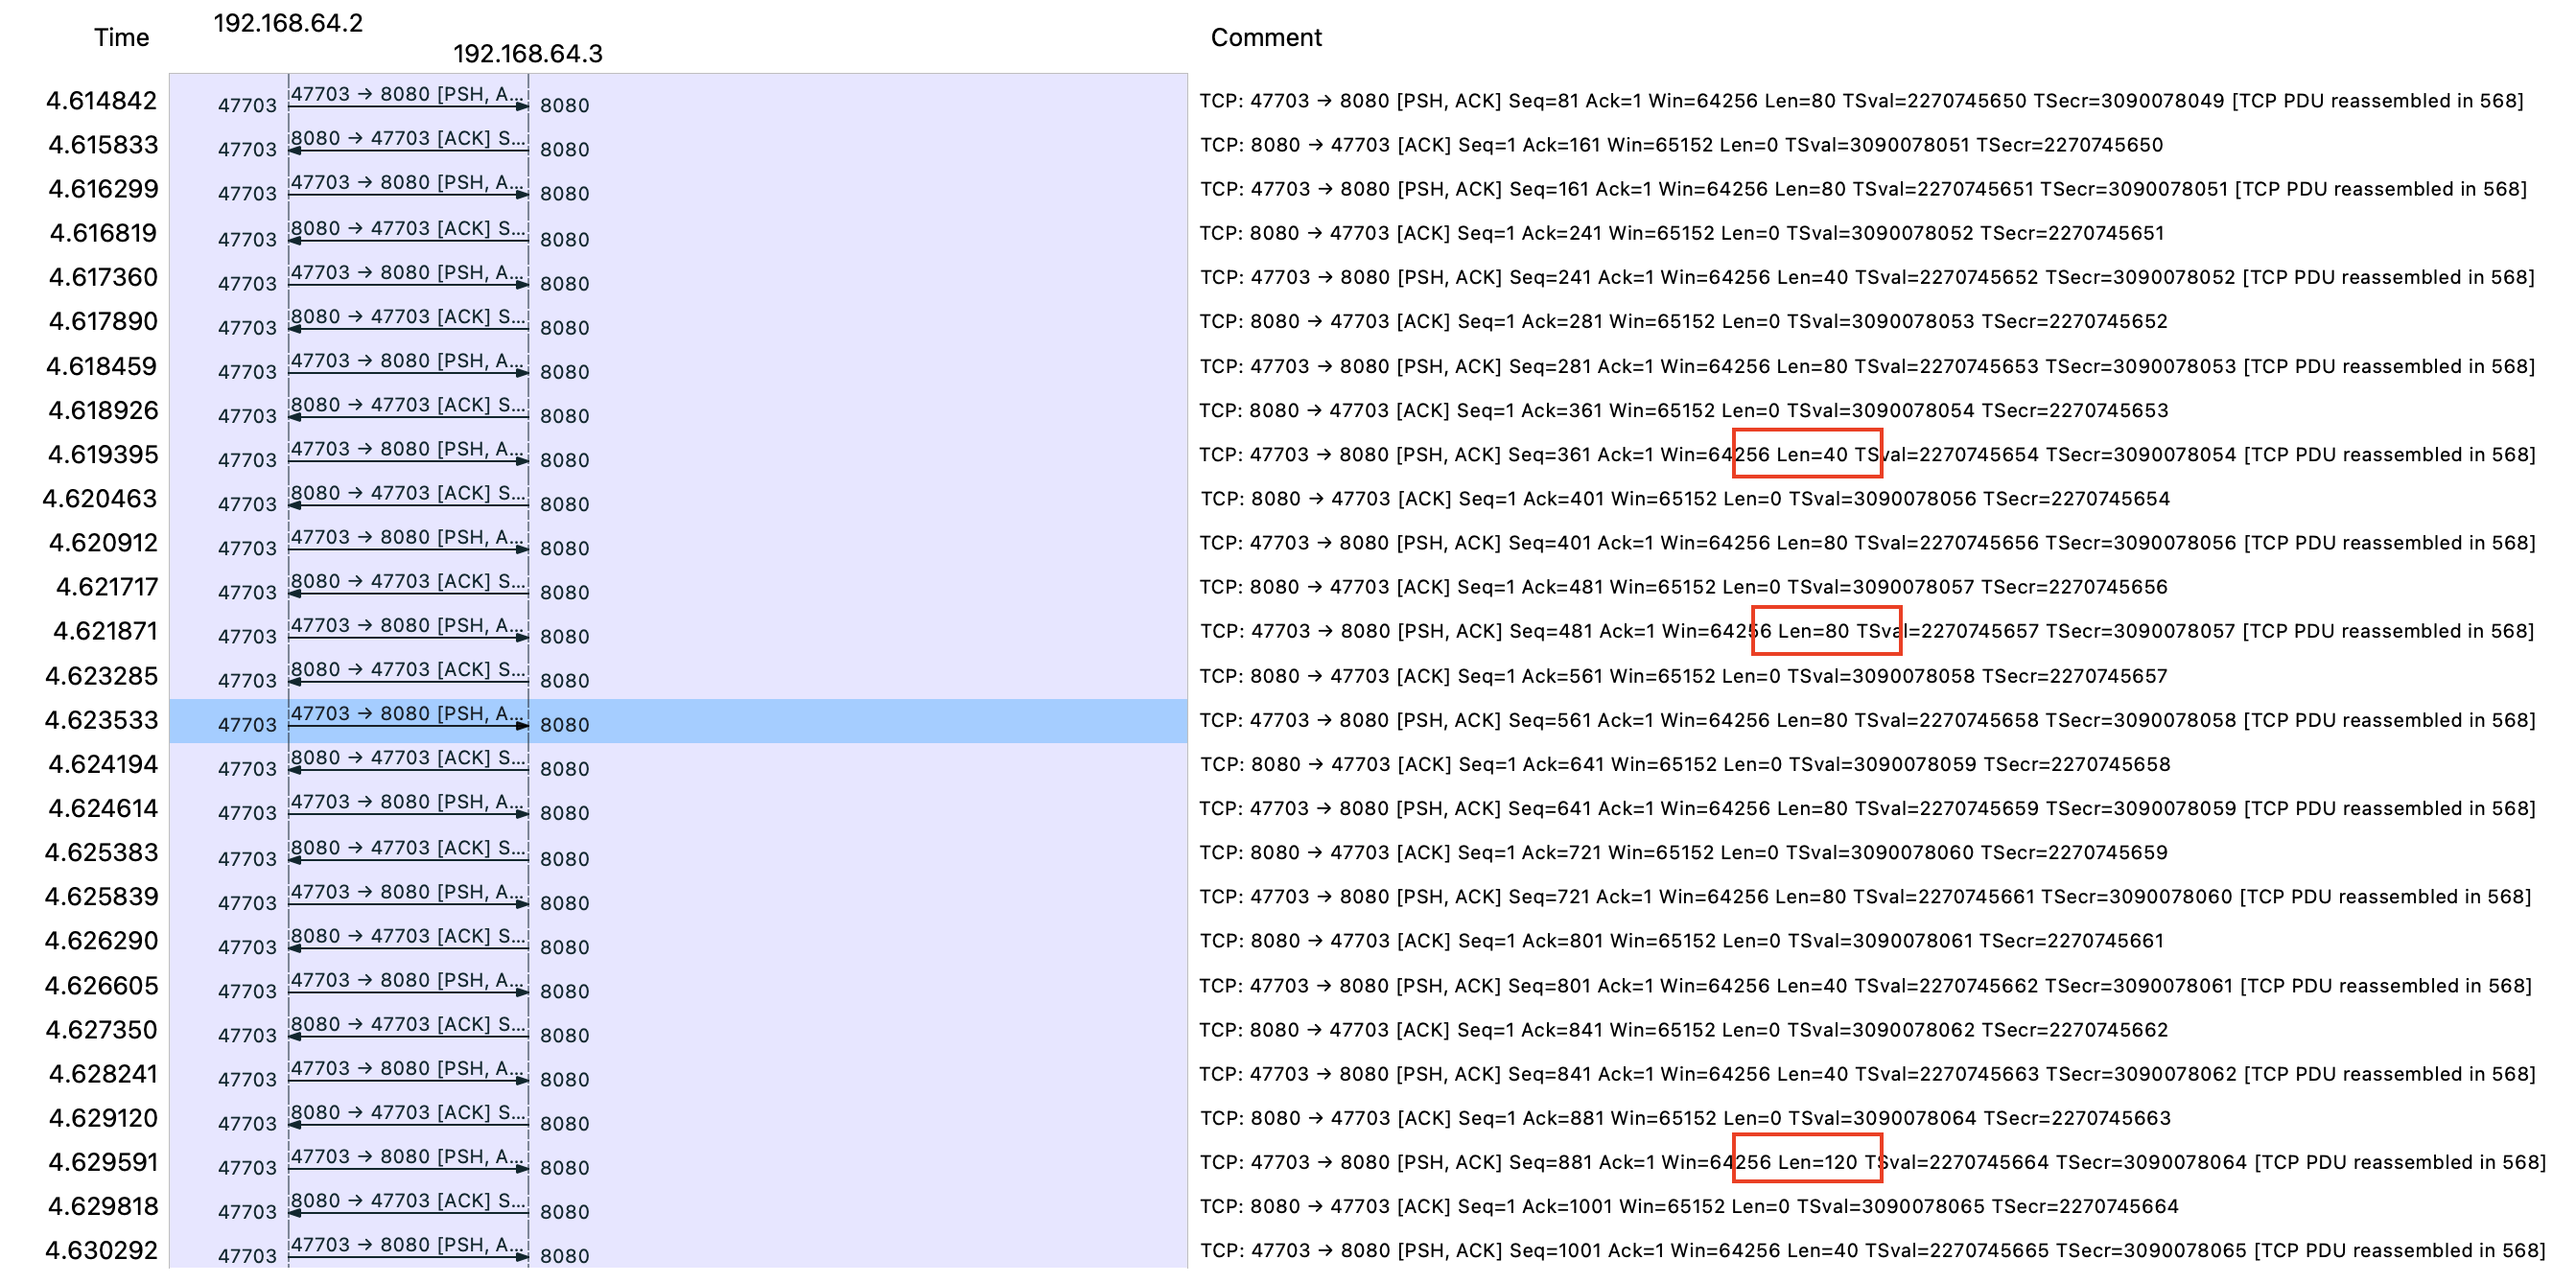 192.168.64.2
Time
Comment
192.168.64.3
4.614842 47703 47703 → 8080 [PSH, A... 8080 TCP: 47703 → 8080 [PSH, ACK] Seq=81 Ack=1 Win=64256 Len=80 TSval=2270745650 TSecr=3090078049 [TCP PDU reassembled in 568]
4.615833 47703 8080 → 47703 [ACK] S... 8080 TCP: 8080 → 47703 [ACK] Seq=1 Ack=161 Win=65152 Len=0 TSval=3090078051 TSecr=2270745650
4.616299 47703 47703 → 8080 [PSH, A... 8080 TCP: 47703 → 8080 [PSH, ACK] Seq=161 Ack=1 Win=64256 Len=80 TSval=2270745651 TSecr=3090078051 [TCP PDU reassembled in 568]
4.616819 47703 8080 → 47703 [ACK] S... 8080 TCP: 8080 → 47703 [ACK] Seq=1 Ack=241 Win=65152 Len=0 TSval=3090078052 TSecr=2270745651
4.617360 47703 47703 → 8080 [PSH, A... 8080 TCP: 47703 → 8080 [PSH, ACK] Seq=241 Ack=1 Win=64256 Len=40 TSval=2270745652 TSecr=3090078052 [TCP PDU reassembled in 568]
4.617890 47703 8080 → 47703 [ACK] S... 8080 TCP: 8080 → 47703 [ACK] Seq=1 Ack=281 Win=65152 Len=0 TSval=3090078053 TSecr=2270745652
4.618459 47703 47703 → 8080 [PSH, A... 8080 TCP: 47703 → 8080 [PSH, ACK] Seq=281 Ack=1 Win=64256 Len=80 TSval=2270745653 TSecr=3090078053 [TCP PDU reassembled in 568]
4.618926 47703 8080 → 47703 [ACK] S... 8080 TCP: 8080 → 47703 [ACK] Seq=1 Ack=361 Win=65152 Len=0 TSval=3090078054 TSecr=2270745653
4.619395 47703 47703 → 8080 [PSH, A... 8080 TCP: 47703 → 8080 [PSH, ACK] Seq=361 Ack=1 Win=64256 Len=40 TSval=2270745654 TSecr=3090078054 [TCP PDU reassembled in 568]
4.620463 47703 8080 → 47703 [ACK] S... 8080 TCP: 8080 → 47703 [ACK] Seq=1 Ack=401 Win=65152 Len=0 TSval=3090078056 TSecr=2270745654
4.620912 47703 47703 → 8080 [PSH, A... 8080 TCP: 47703 → 8080 [PSH, ACK] Seq=401 Ack=1 Win=64256 Len=80 TSval=2270745656 TSecr=3090078056 [TCP PDU reassembled in 568]
4.621717 47703 8080 → 47703 [ACK] S... 8080 TCP: 8080 → 47703 [ACK] Seq=1 Ack=481 Win=65152 Len=0 TSval=3090078057 TSecr=2270745656
4.621871 47703 47703 → 8080 [PSH, A... 8080 TCP: 47703 → 8080 [PSH, ACK] Seq=481 Ack=1 Win=64256 Len=80 TSval=2270745657 TSecr=3090078057 [TCP PDU reassembled in 568]
4.623285 47703 8080 → 47703 [ACK] S... 8080 TCP: 8080 → 47703 [ACK] Seq=1 Ack=561 Win=65152 Len=0 TSval=3090078058 TSecr=2270745657
4.623533 47703 47703 → 8080 [PSH, A... 8080 TCP: 47703 → 8080 [PSH, ACK] Seq=561 Ack=1 Win=64256 Len=80 TSval=2270745658 TSecr=3090078058 [TCP PDU reassembled in 568]
4.624194 47703 8080 → 47703 [ACK] S... 8080 TCP: 8080 → 47703 [ACK] Seq=1 Ack=641 Win=65152 Len=0 TSval=3090078059 TSecr=2270745658
4.624614 47703 47703 → 8080 [PSH, A... 8080 TCP: 47703 → 8080 [PSH, ACK] Seq=641 Ack=1 Win=64256 Len=80 TSval=2270745659 TSecr=3090078059 [TCP PDU reassembled in 568]
4.625383 47703 8080 → 47703 [ACK] S... 8080 TCP: 8080 → 47703 [ACK] Seq=1 Ack=721 Win=65152 Len=0 TSval=3090078060 TSecr=2270745659
4.625839 47703 47703 → 8080 [PSH, A... 8080 TCP: 47703 → 8080 [PSH, ACK] Seq=721 Ack=1 Win=64256 Len=80 TSval=2270745661 TSecr=3090078060 [TCP PDU reassembled in 568]
4.626290 47703 8080 → 47703 [ACK] S... 8080 TCP: 8080 → 47703 [ACK] Seq=1 Ack=801 Win=65152 Len=0 TSval=3090078061 TSecr=2270745661
4.626605 47703 47703 → 8080 [PSH, A... 8080 TCP: 47703 → 8080 [PSH, ACK] Seq=801 Ack=1 Win=64256 Len=40 TSval=2270745662 TSecr=3090078061 [TCP PDU reassembled in 568]
4.627350 47703 8080 → 47703 [ACK] S... 8080 TCP: 8080 → 47703 [ACK] Seq=1 Ack=841 Win=65152 Len=0 TSval=3090078062 TSecr=2270745662
4.628241 47703 47703 → 8080 [PSH, A... 8080 TCP: 47703 → 8080 [PSH, ACK] Seq=841 Ack=1 Win=64256 Len=40 TSval=2270745663 TSecr=3090078062 [TCP PDU reassembled in 568]
4.629120 47703 8080 → 47703 [ACK] S... 8080 TCP: 8080 → 47703 [ACK] Seq=1 Ack=881 Win=65152 Len=0 TSval=3090078064 TSecr=2270745663
4.629591 47703 47703 → 8080 [PSH, A... 8080 TCP: 47703 → 8080 [PSH, ACK] Seq=881 Ack=1 Win=64256 Len=120 TSval=2270745664 TSecr=3090078064 [TCP PDU reassembled in 568]
4.629818 47703 8080 → 47703 [ACK] S... 8080 TCP: 8080 → 47703 [ACK] Seq=1 Ack=1001 Win=65152 Len=0 TSval=3090078065 TSecr=2270745664
4.630292 47703 47703 → 8080 [PSH, A... 8080 TCP: 47703 → 8080 [PSH, ACK] Seq=1001 Ack=1 Win=64256 Len=40 TSval=2270745665 TSecr=3090078065 [TCP PDU reassembled in 568]